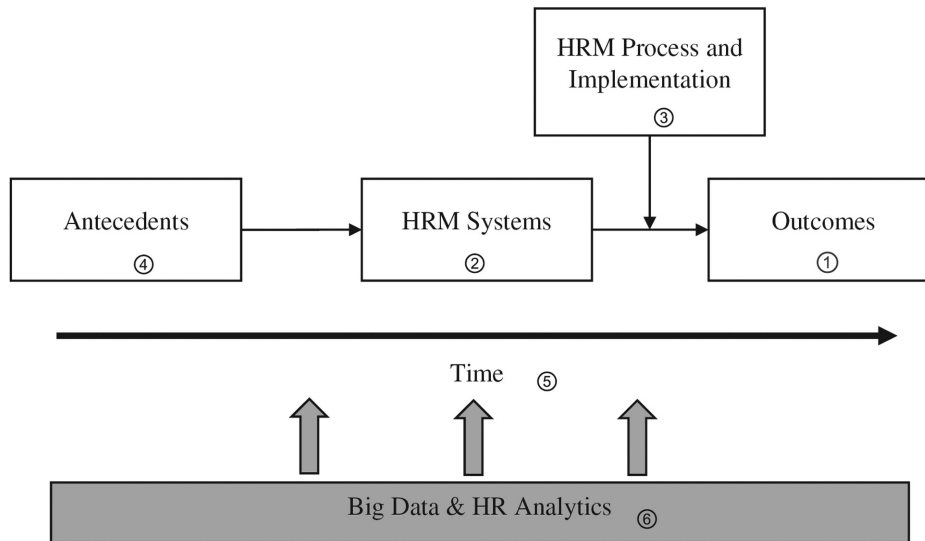 HRM Process and
Implementation
③
Antecedents
④
HRM Systems
②
Outcomes
①
Time ⑤
Big Data & HR Analytics ⑥